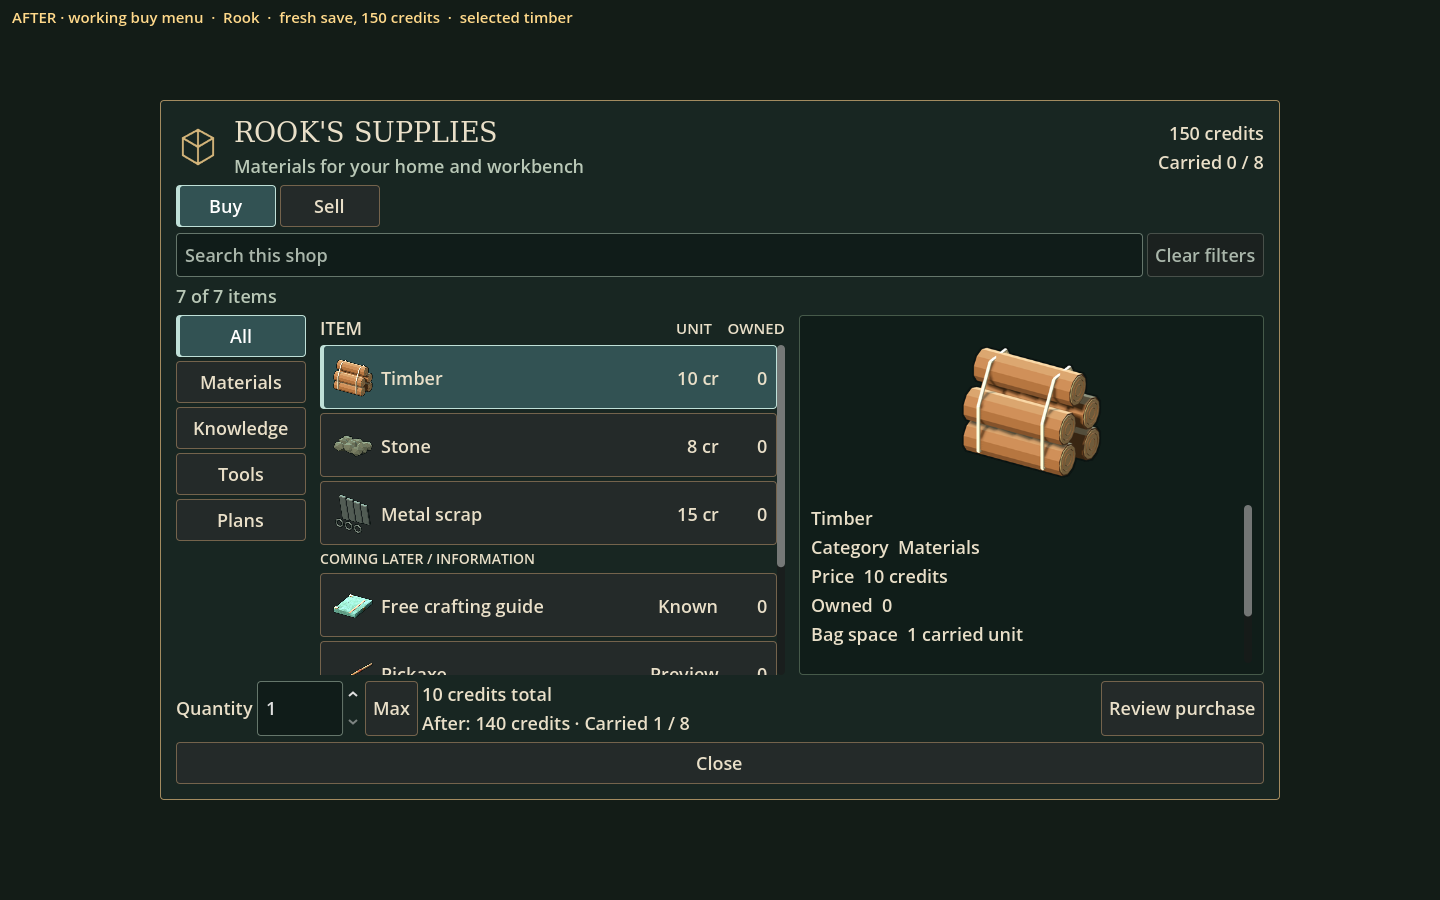 AFTER · working buy menu · Rook · fresh save, 150 credits · selected timber
ROOK'S SUPPLIES
Materials for your home and workbench
150 credits
Carried 0 / 8
Buy
Sell
Search this shop
Clear filters
7 of 7 items
All
Materials
Knowledge
Tools
Plans
ITEM UNIT OWNED
Timber 10 cr 0
Stone 8 cr 0
Metal scrap 15 cr 0
COMING LATER / INFORMATION
Free crafting guide Known 0
Pickaxe Preview 0
Timber
Category Materials
Price 10 credits
Owned 0
Bag space 1 carried unit
Quantity 1 Max
10 credits total
After: 140 credits · Carried 1 / 8
Review purchase
Close